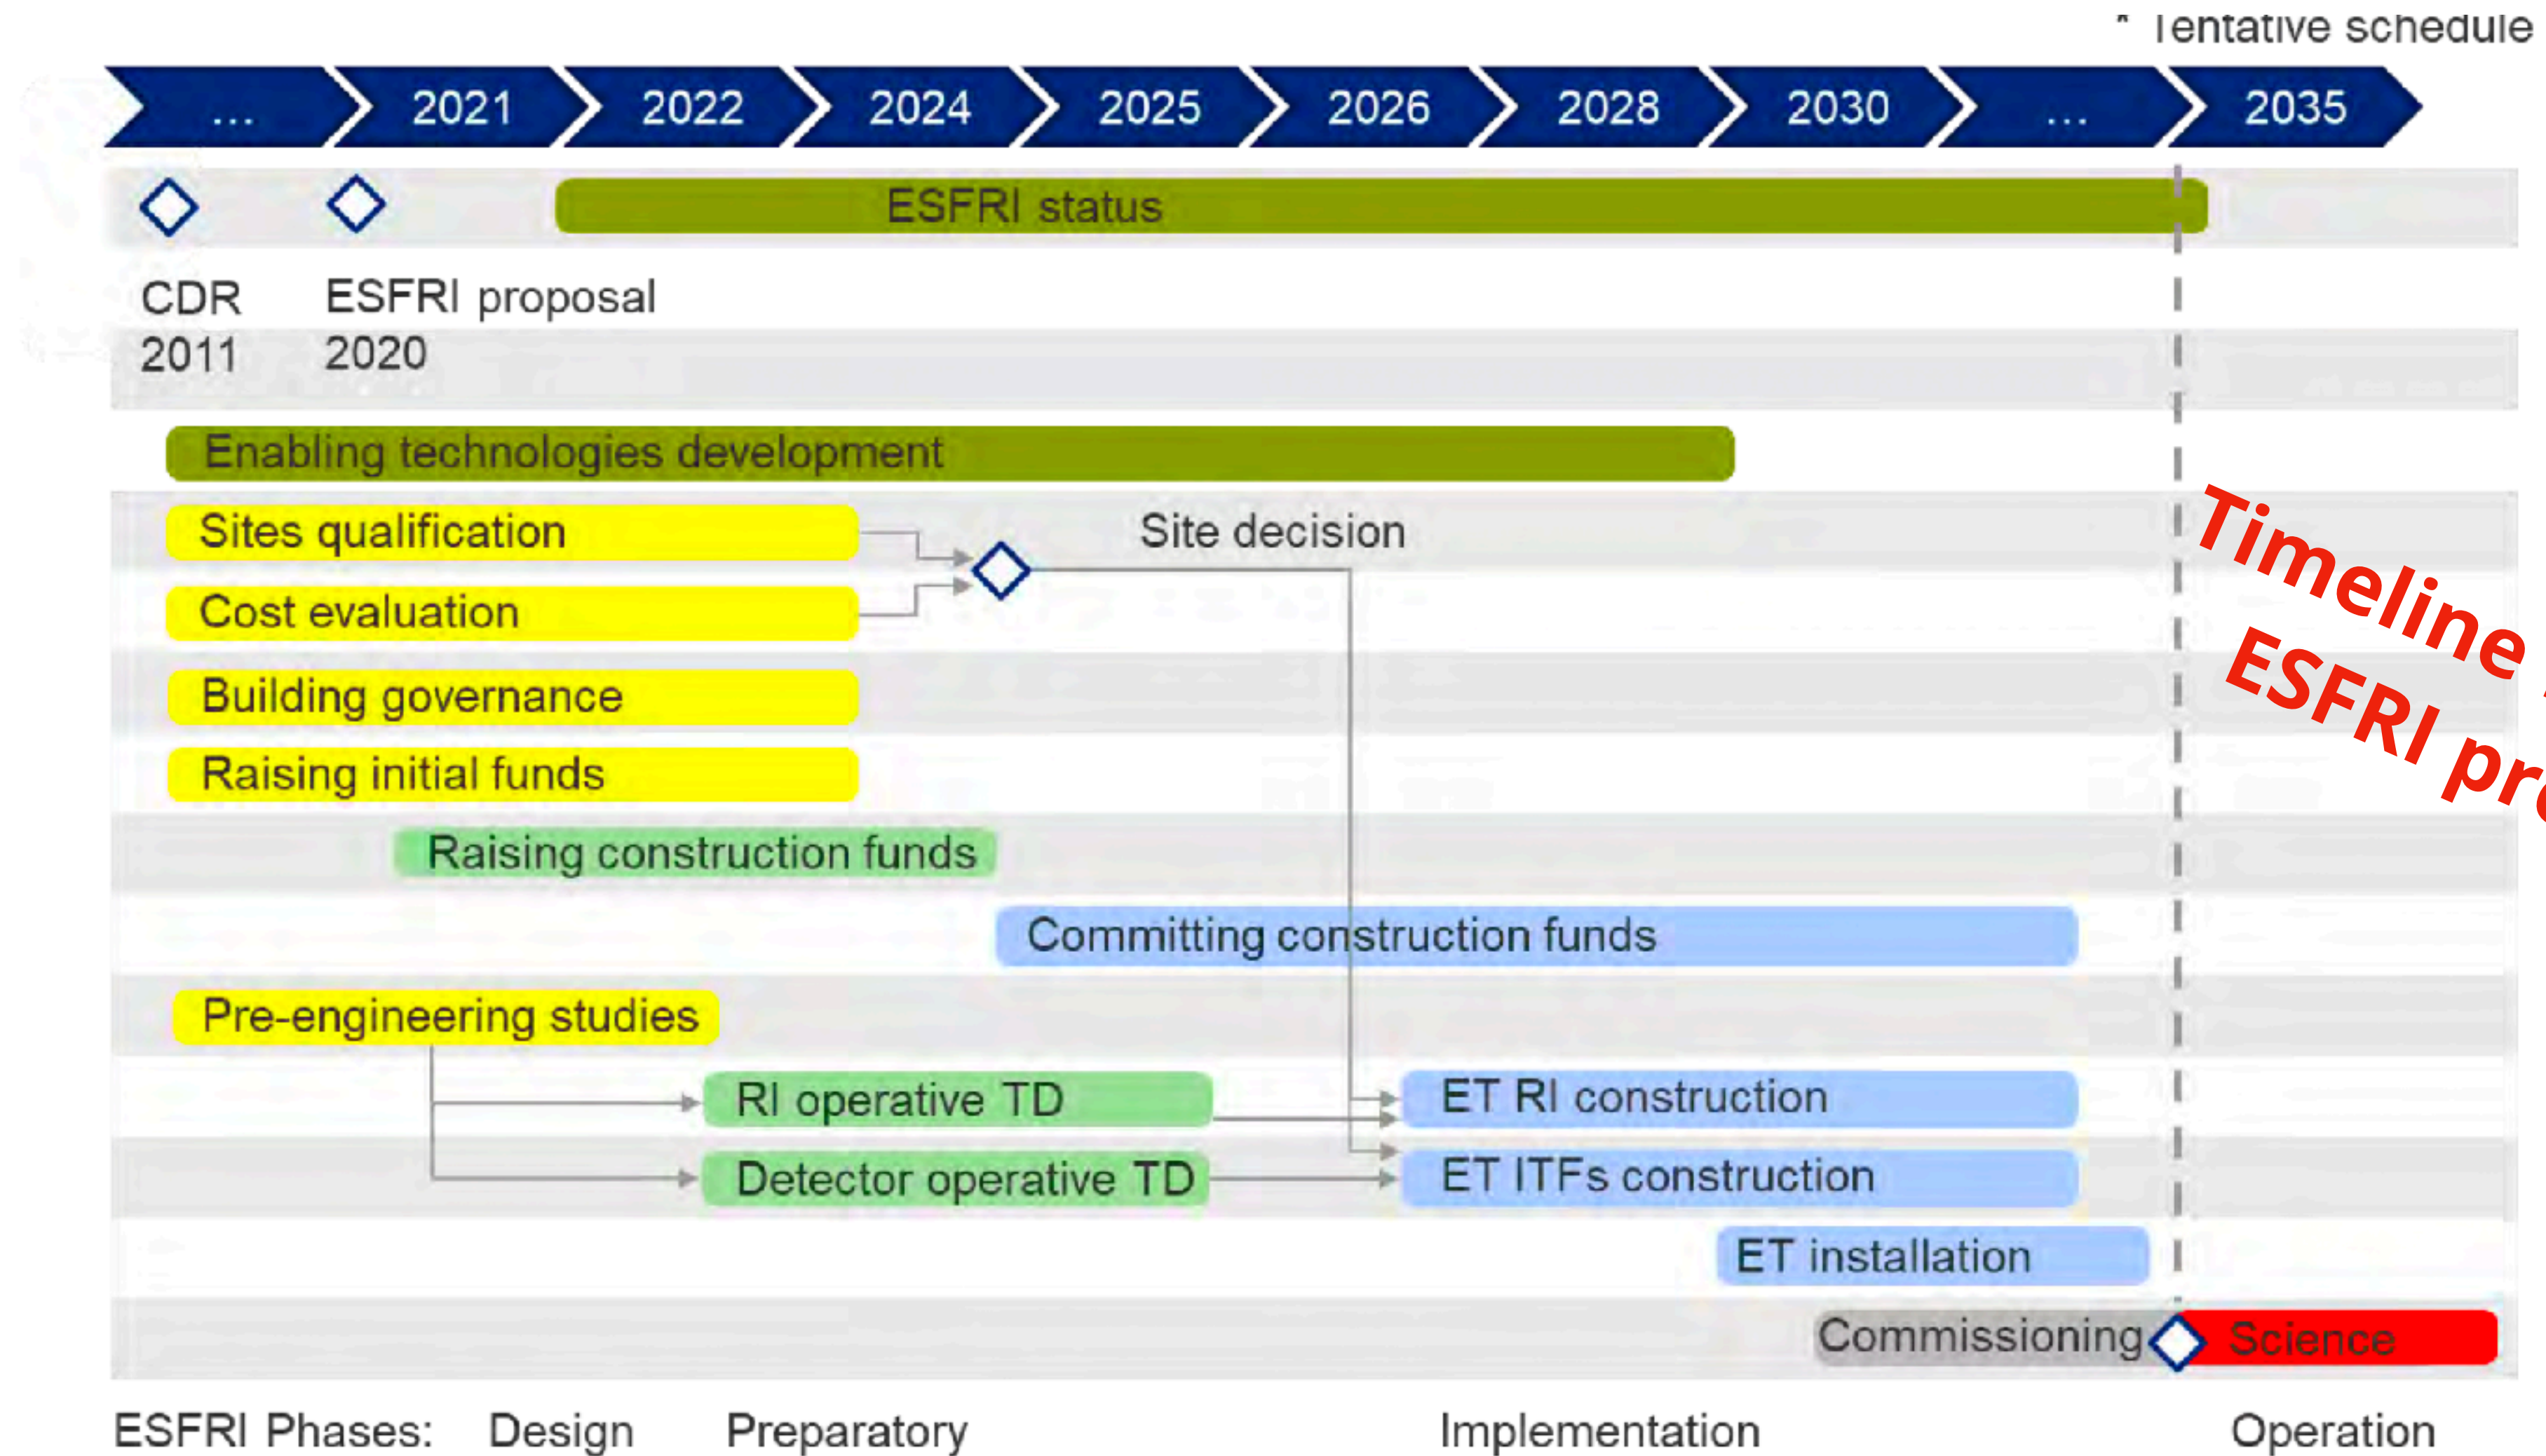 * Tentative schedule
... 2021 2022 2024 2025 2026 2028 2030 ... 2035
ESFRI status
CDR
2011
ESFRI proposal
2020
Enabling technologies development
Sites qualification
Site decision
Cost evaluation
Building governance
Raising initial funds
Timeline
ESFRI
Raising construction funds
Committing construction funds
Pre-engineering studies
RI operative TD
ET RI construction
Detector operative TD
ET ITFs construction
ET installation
Commissioning
Science
ESFRI Phases: Design Preparatory Implementation Operation